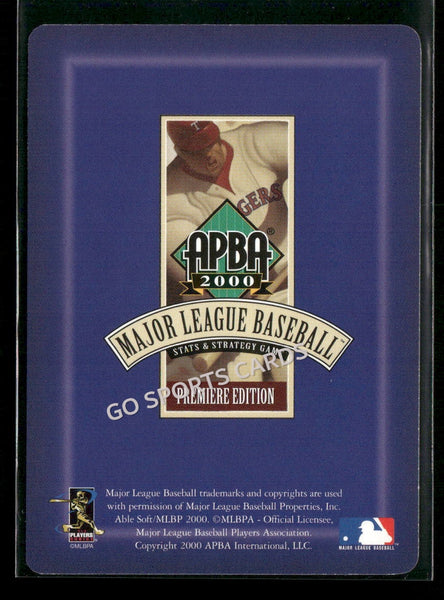 T
GERS
APBA®
2000
MAJOR LEAGUE BASEBALL™
STATS & STRATEGY GAME
GO SPORTS CARDS
PREMIERE EDITION
Major League Baseball trademarks and copyrights are used
with permission of Major League Baseball Properties, Inc.
Able Soft/MLBP 2000. ©MLBPA - Official Licensee,
Major League Baseball Players Association.
Copyright 2000 APBA International, LLC.
PLAYERS
©MLBPA
MAJOR LEAGUE BASEBALL™